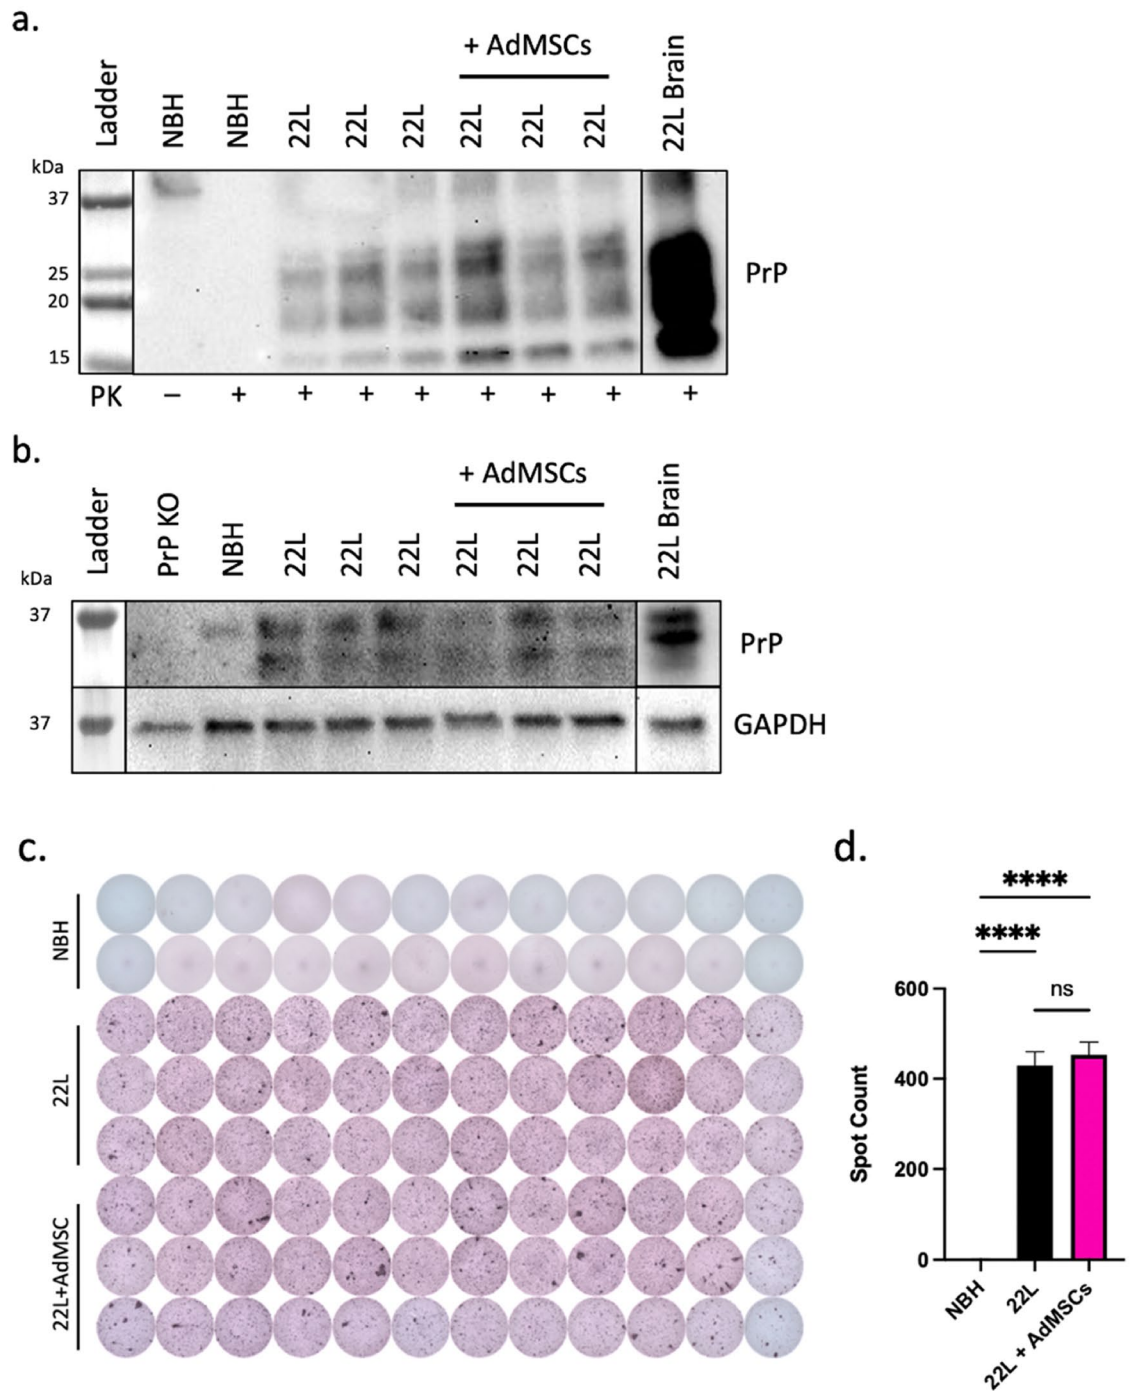 a.
+ AdMSCs
Ladder
NBH
NBH
22L
22L
22L
22L
22L
22L
22L Brain
kDa
37
25
20
15
PrP
PK – + + + + + + + +
b.
+ AdMSCs
Ladder
PrP KO
NBH
22L
22L
22L
22L
22L
22L
22L Brain
kDa
37
PrP
37
GAPDH
c.
NBH
22L
22L+AdMSC
d.
****
****
ns
Spot Count
600
400
200
0
NBH
22L
22L + AdMSCs